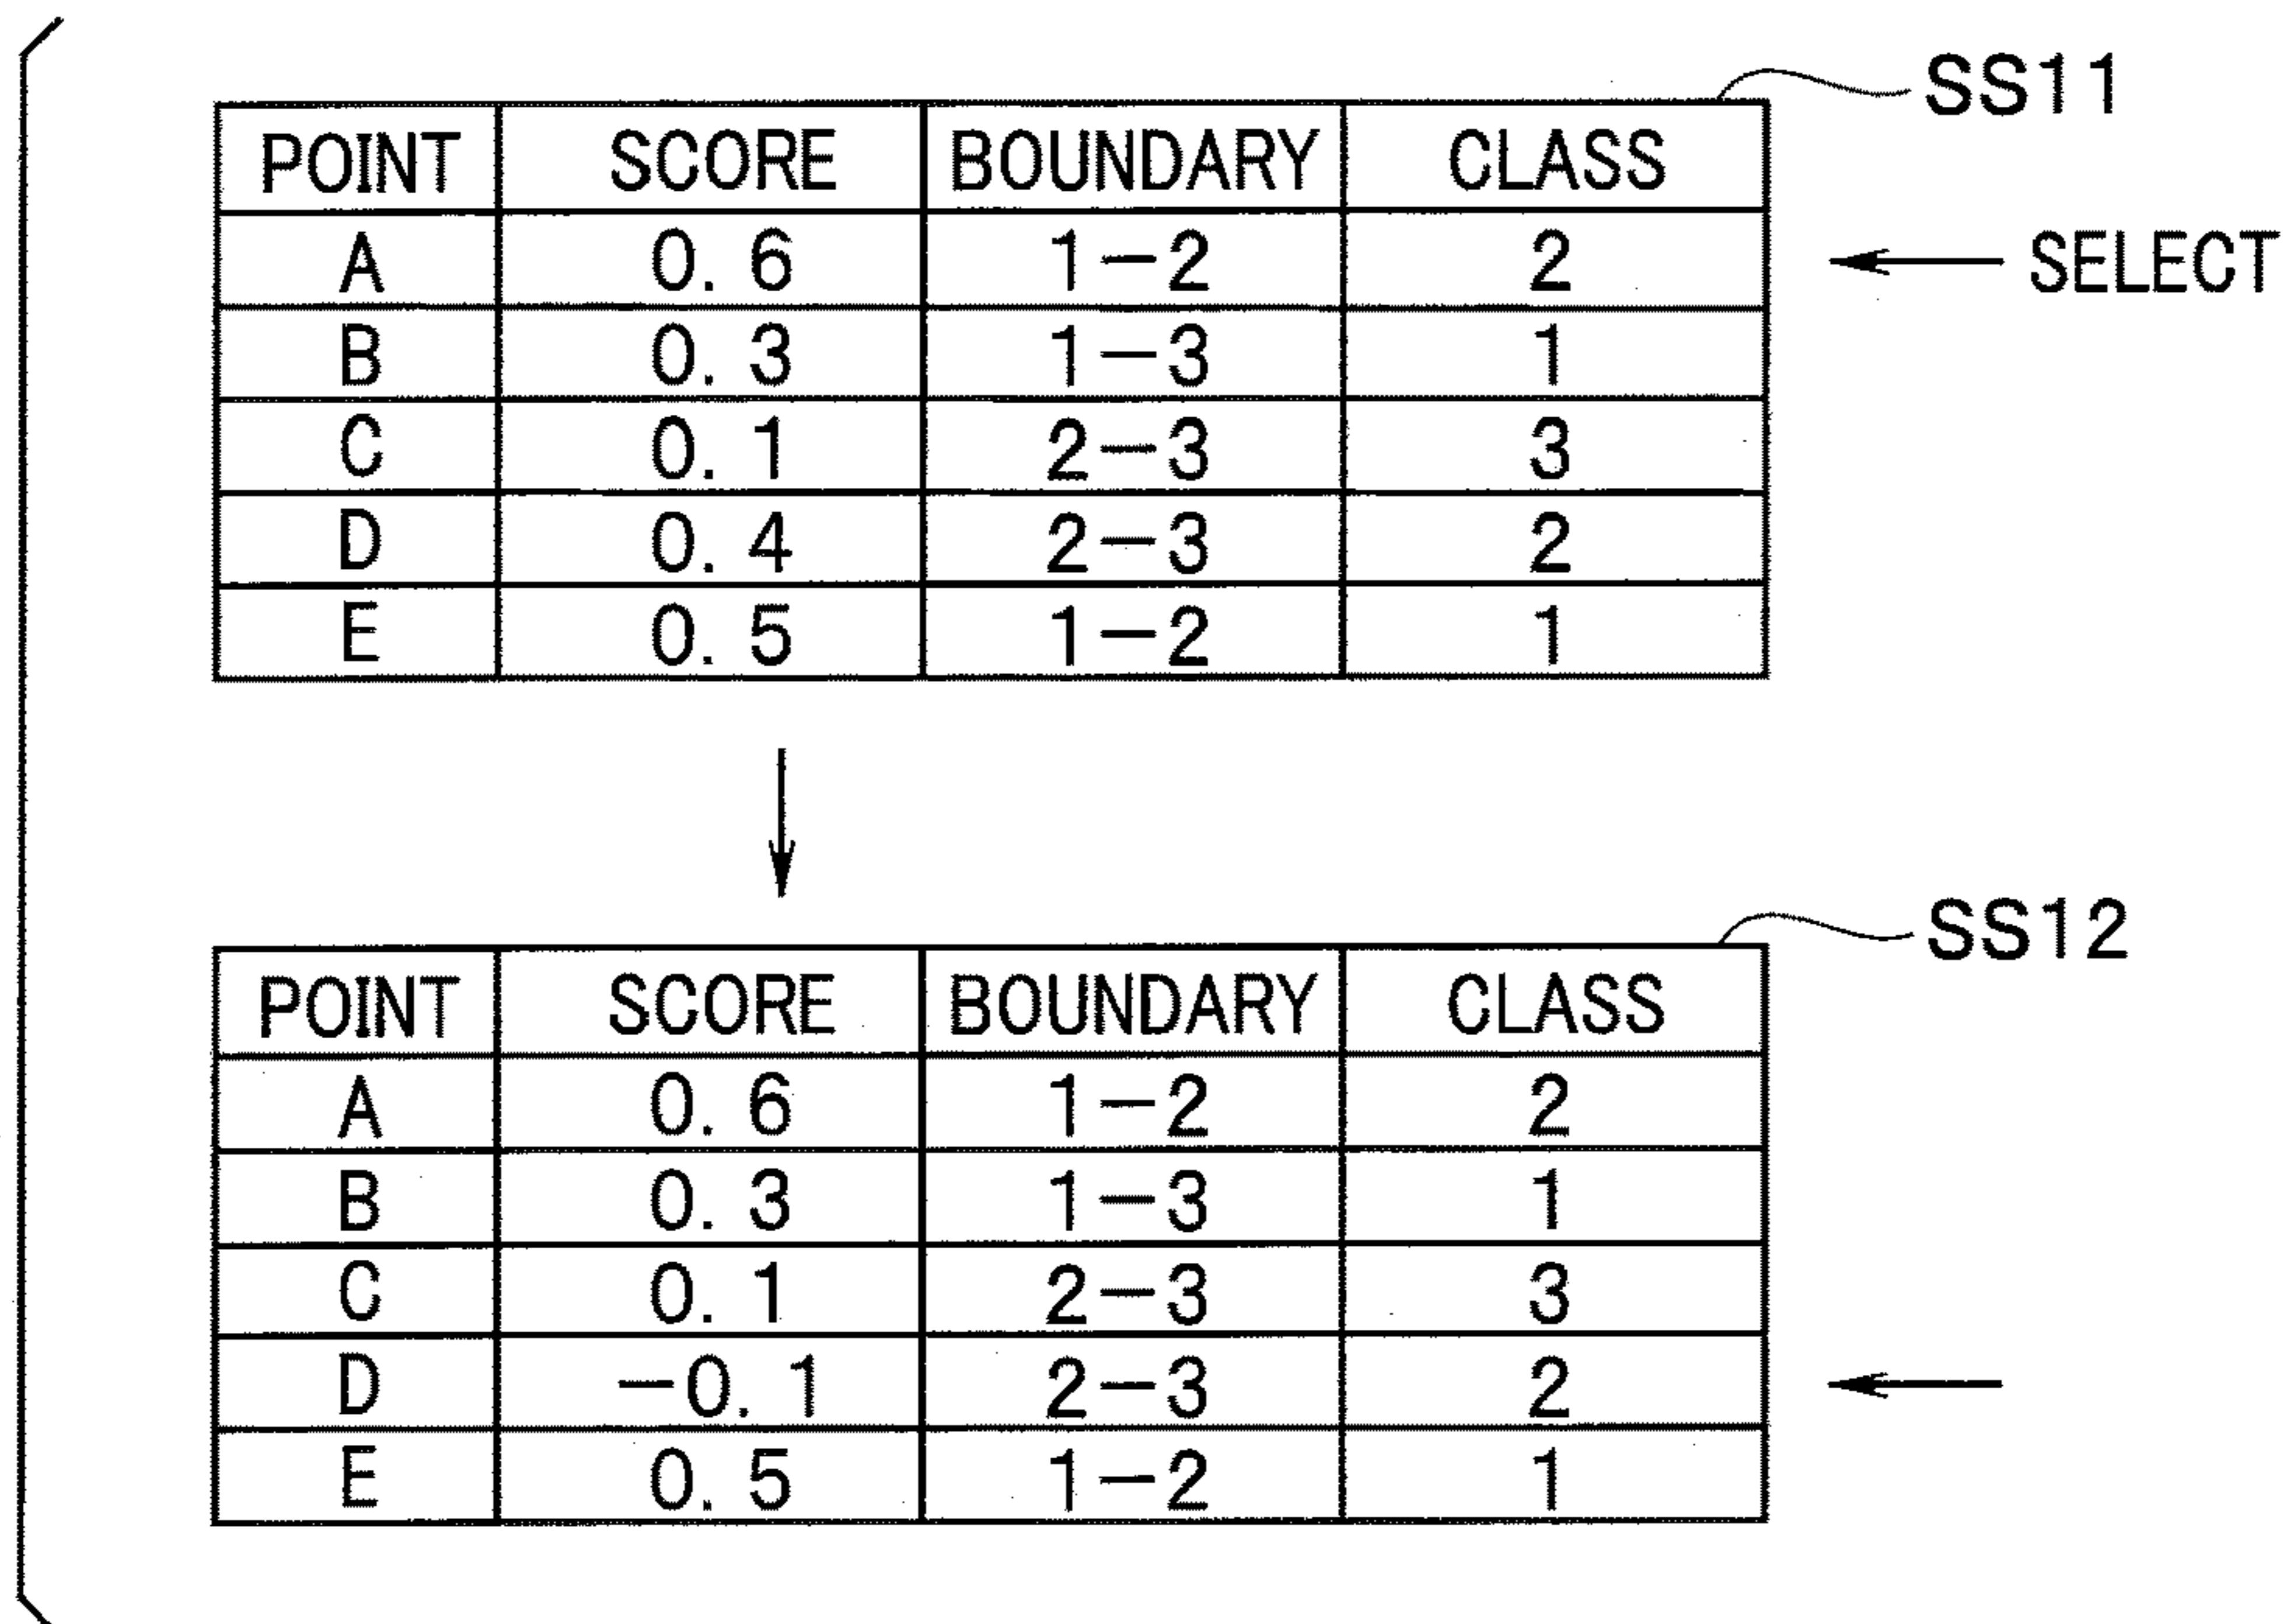 SS11
POINT SCORE BOUNDARY CLASS
A 0.6 1-2 2 SELECT
B 0.3 1-3 1
C 0.1 2-3 3
D 0.4 2-3 2
E 0.5 1-2 1
SS12
POINT SCORE BOUNDARY CLASS
A 0.6 1-2 2
B 0.3 1-3 1
C 0.1 2-3 3
D -0.1 2-3 2
E 0.5 1-2 1